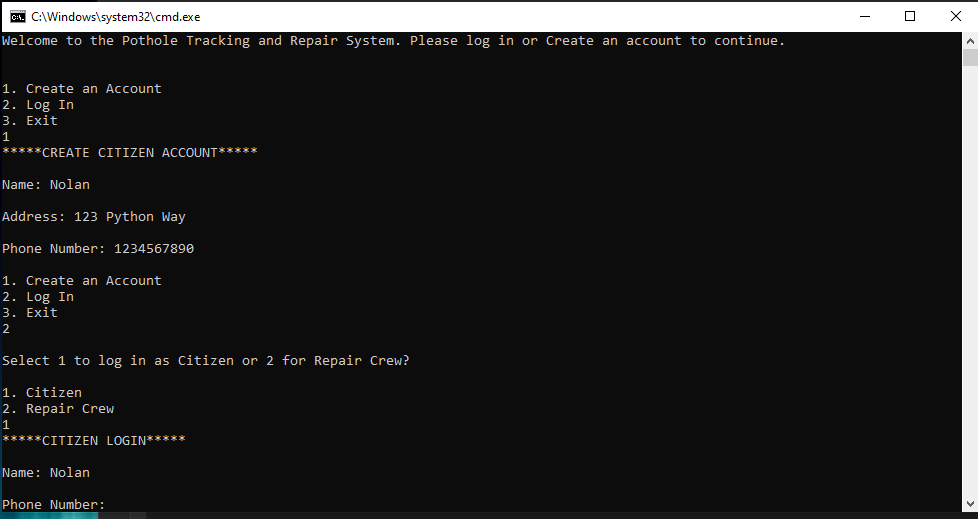 C:\Windows\system32\cmd.exe
Welcome to the Pothole Tracking and Repair System. Please log in or Create an account to continue.
1. Create an Account
2. Log In
3. Exit
1
*****CREATE CITIZEN ACCOUNT*****
Name: Nolan
Address: 123 Python Way
Phone Number: 1234567890
1. Create an Account
2. Log In
3. Exit
2
Select 1 to log in as Citizen or 2 for Repair Crew?
1. Citizen
2. Repair Crew
1
*****CITIZEN LOGIN*****
Name: Nolan
Phone Number: